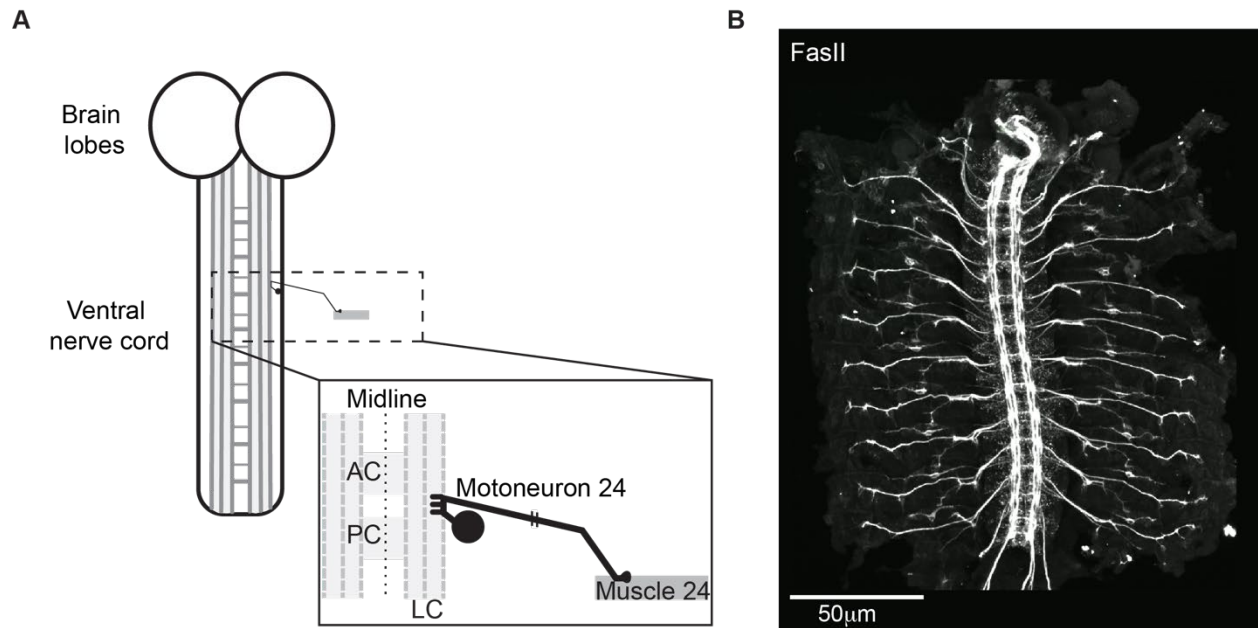 A
Brain
lobes
Ventral
nerve cord
Midline
AC
Motoneuron 24
PC
Muscle 24
LC
B
FasII
50μm